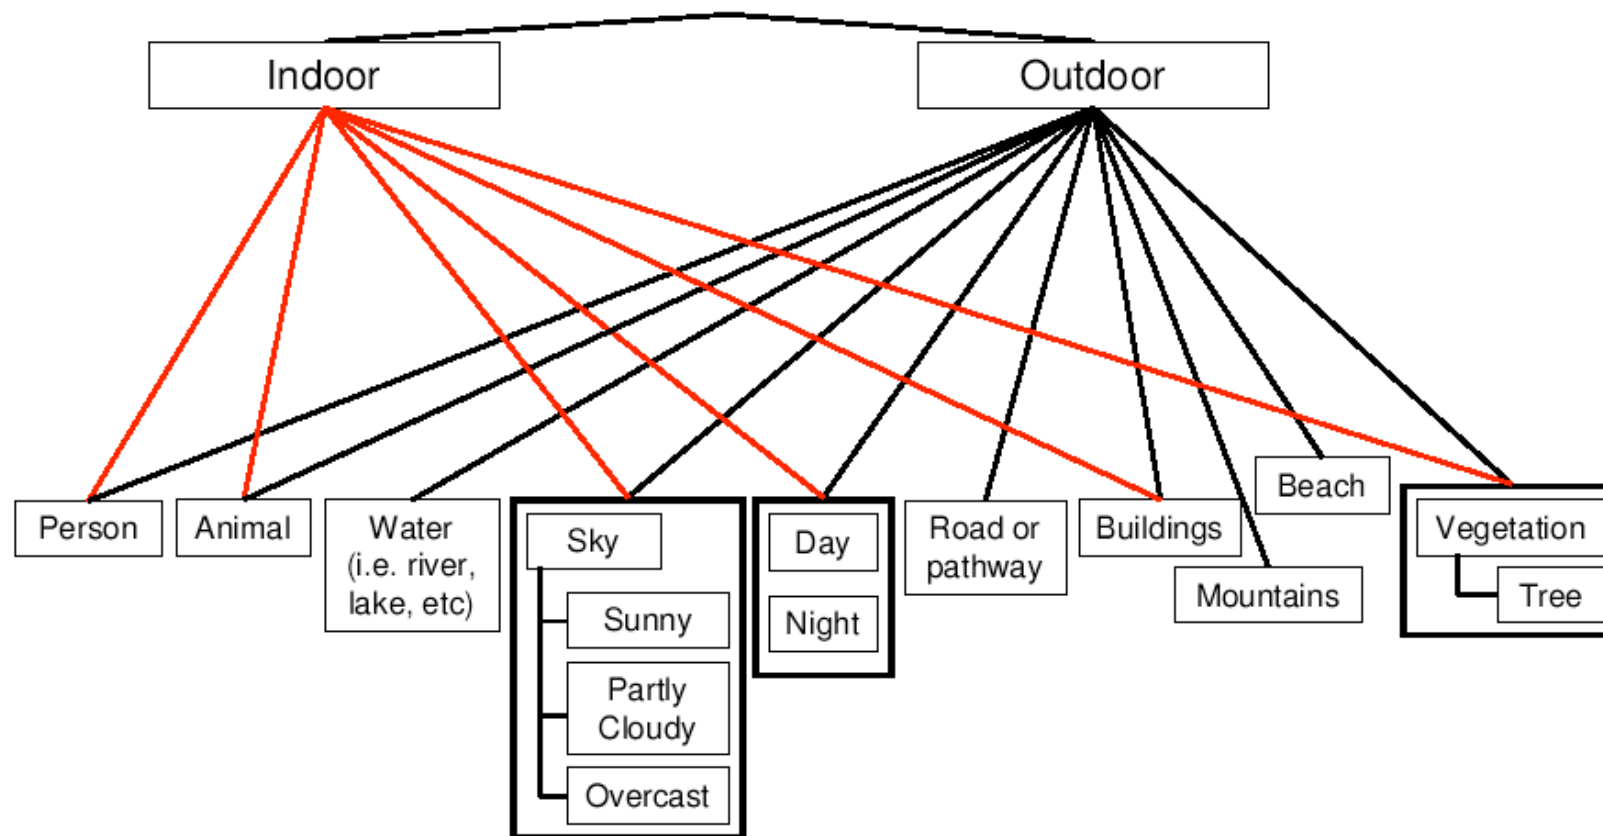 Indoor
Outdoor
Person
Animal
Water
(i.e. river,
lake, etc)
Sky
Sunny
Partly
Cloudy
Overcast
Day
Night
Road or
pathway
Buildings
Mountains
Beach
Vegetation
Tree